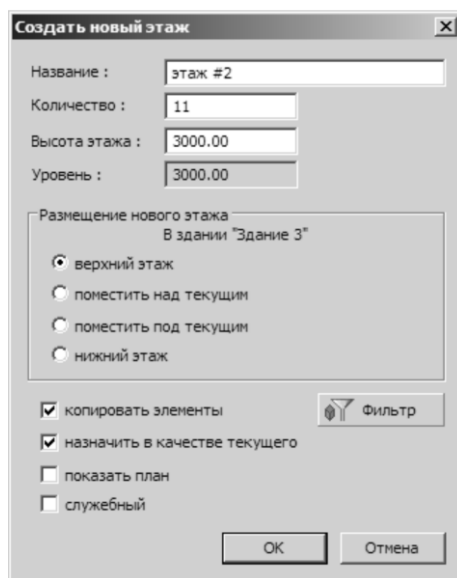 Создать новый этаж
Название : этаж #2
Количество : 11
Высота этажа : 3000.00
Уровень : 3000.00
Размещение нового этажа
В здании "Здание 3"
верхний этаж
поместить над текущим
поместить под текущим
нижний этаж
копировать элементы Фильтр
назначить в качестве текущего
показать план
служебный
OK Отмена